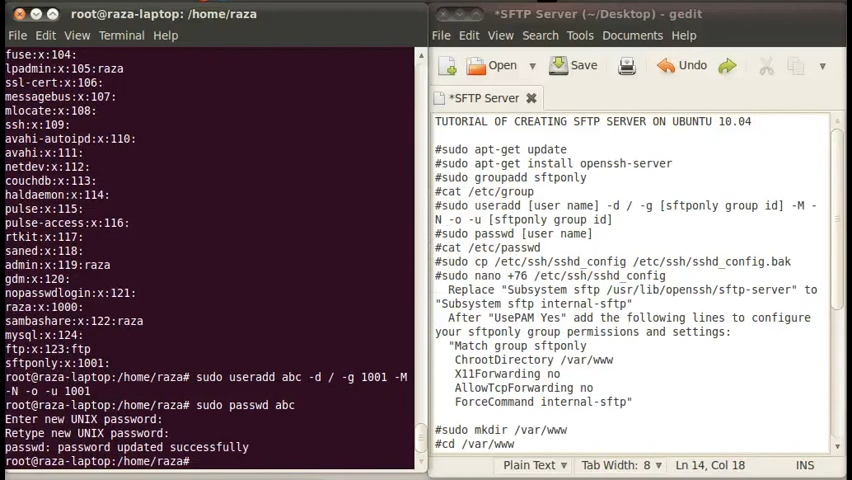 root@raza-laptop: /home/raza
File Edit View Terminal Help
fuse:x:104:
lpadmin:x:105:raza
ssl-cert:x:106:
messagebus:x:107:
mlocate:x:108:
ssh:x:109:
avahi-autoipd:x:110:
avahi:x:111:
netdev:x:112:
couchdb:x:113:
haldaemon:x:114:
pulse:x:115:
pulse-access:x:116:
rtkit:x:117:
saned:x:118:
admin:x:119:raza
gdm:x:120:
nopasswdlogin:x:121:
raza:x:1000:
sambashare:x:122:raza
mysql:x:124:
ftp:x:123:ftp
sftponly:x:1001:
root@raza-laptop:/home/raza# sudo useradd abc -d / -g 1001 -M
-N -o -u 1001
root@raza-laptop:/home/raza# sudo passwd abc
Enter new UNIX password:
Retype new UNIX password:
passwd: password updated successfully
root@raza-laptop:/home/raza#
*SFTP Server (~/Desktop) - gedit
File Edit View Search Tools Documents Help
Open Save Undo
*SFTP Server
TUTORIAL OF CREATING SFTP SERVER ON UBUNTU 10.04
#sudo apt-get update
#sudo apt-get install openssh-server
#sudo groupadd sftponly
#cat /etc/group
#sudo useradd [user name] -d / -g [sftponly group id] -M -
N -o -u [sftponly group id]
#sudo passwd [user name]
#cat /etc/passwd
#sudo cp /etc/ssh/sshd_config /etc/ssh/sshd_config.bak
#sudo nano +76 /etc/ssh/sshd_config
Replace "Subsystem sftp /usr/lib/openssh/sftp-server" to
"Subsystem sftp internal-sftp"
After "UsePAM Yes" add the following lines to configure
your sftponly group permissions and settings:
"Match group sftponly
ChrootDirectory /var/www
X11Forwarding no
AllowTcpForwarding no
ForceCommand internal-sftp"
#sudo mkdir /var/www
#cd /var/www
Plain Text Tab Width: 8 Ln 14, Col 18 INS